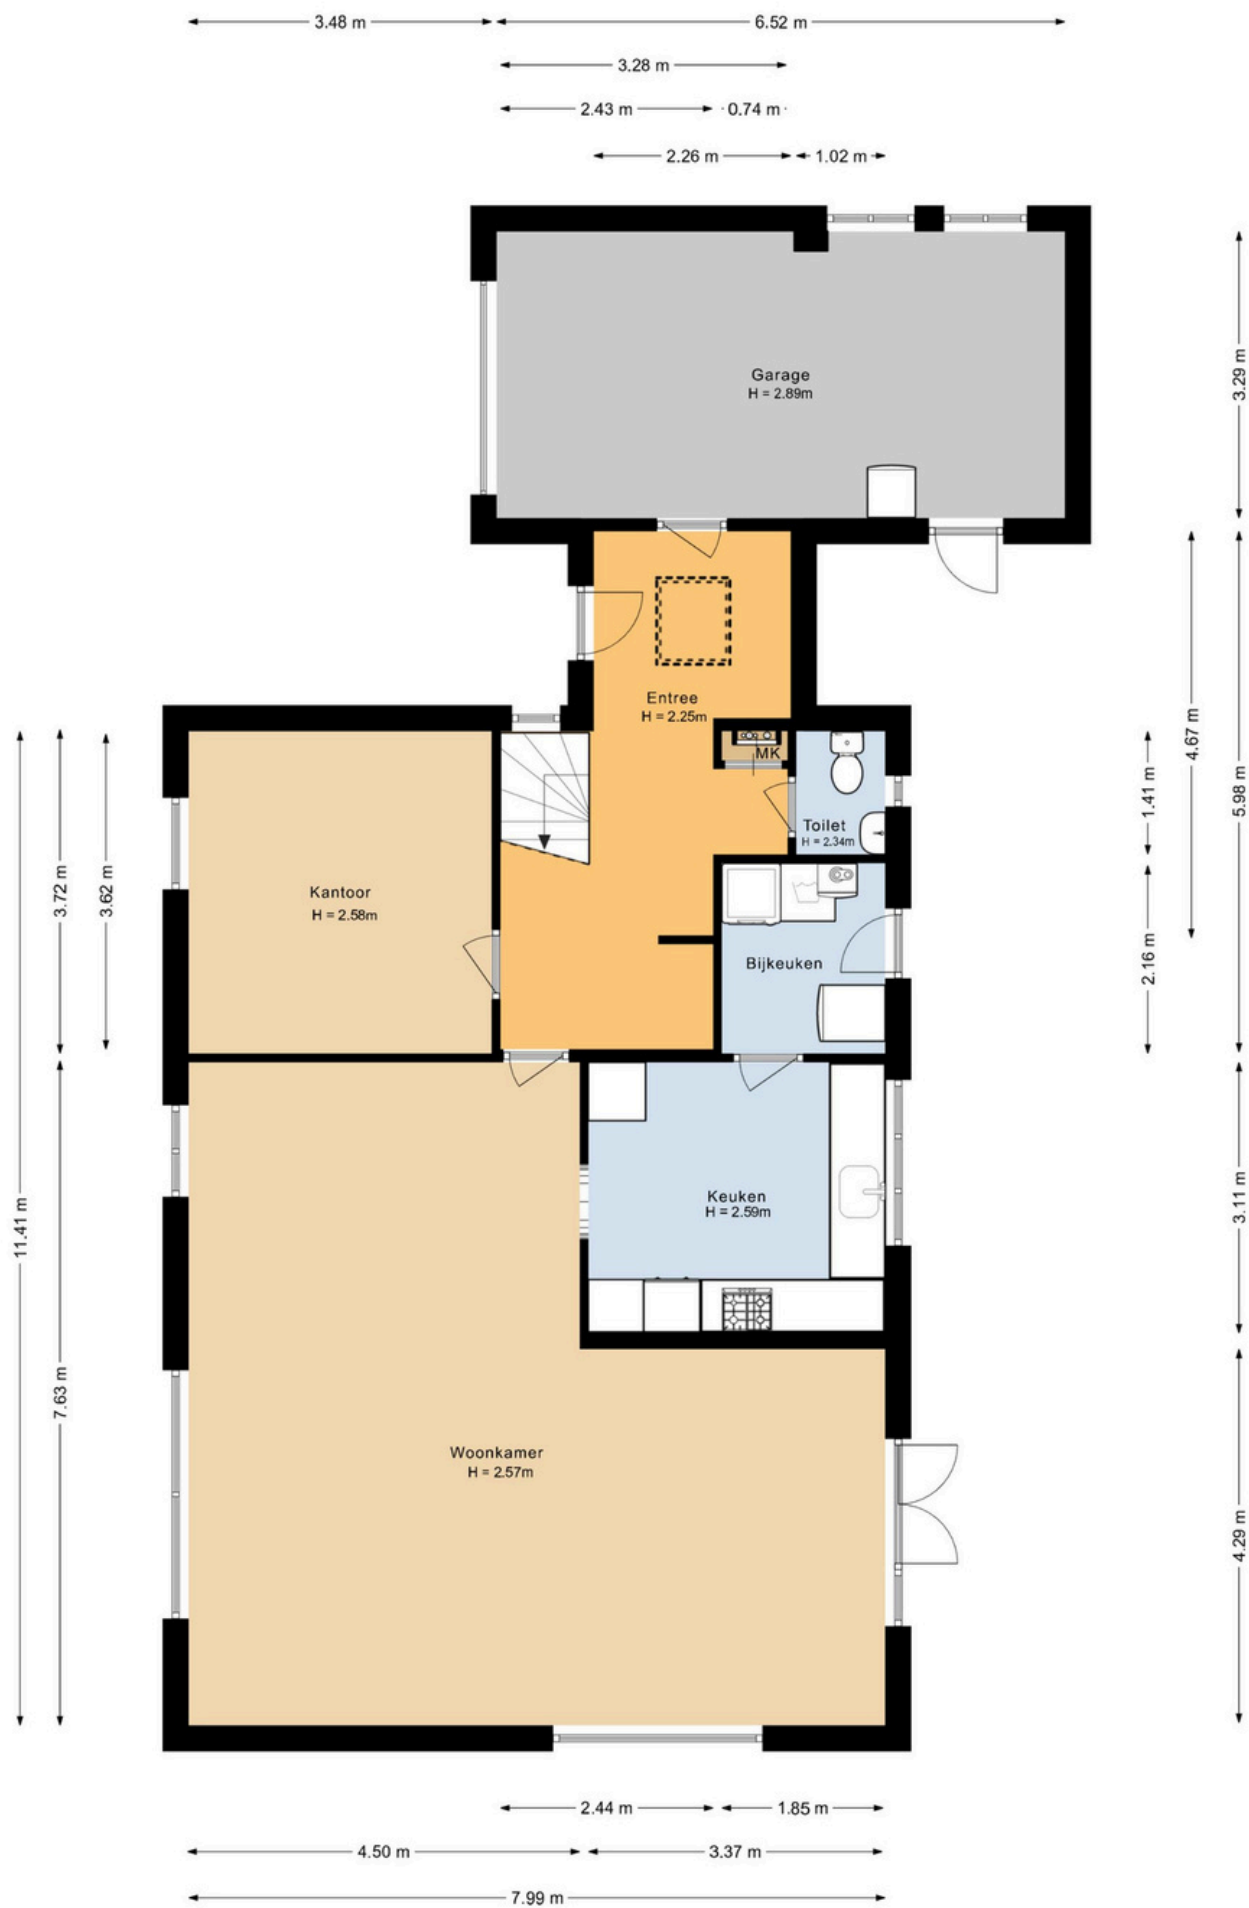 3.48 m
6.52 m
3.28 m
2.43 m
0.74 m
2.26 m
1.02 m
Garage
H = 2.89m
3.29 m
Entree
H = 2.25m
MK
Toilet
H = 2.34m
4.67 m
5.98 m
1.41 m
Kantoor
H = 2.58m
3.72 m
3.62 m
Bijkeuken
2.16 m
Keuken
H = 2.59m
3.11 m
11.41 m
7.63 m
Woonkamer
H = 2.57m
4.29 m
2.44 m
1.85 m
4.50 m
3.37 m
7.99 m